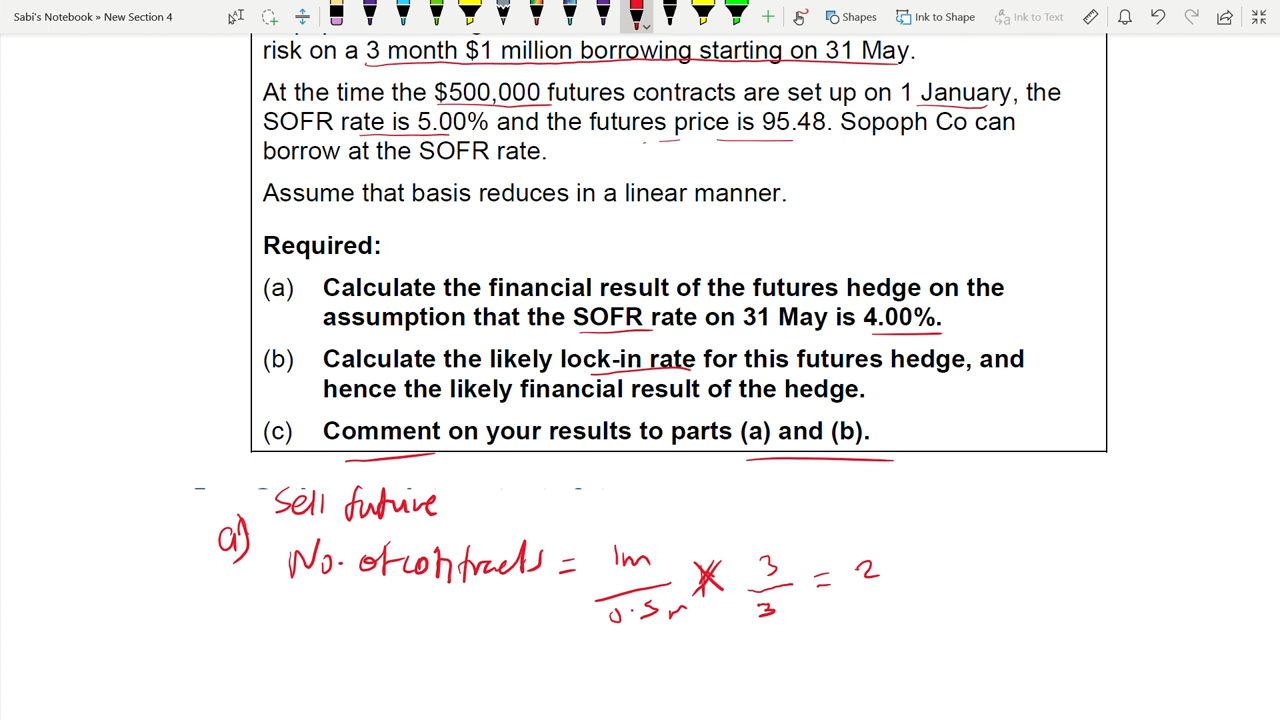 Sabi's Notebook » New Section 4
Shapes
Ink to Shape
Ink to Text
risk on a 3 month $1 million borrowing starting on 31 May.
At the time the $500,000 futures contracts are set up on 1 January, the
SOFR rate is 5.00% and the futures price is 95.48. Sopoph Co can
borrow at the SOFR rate.
Assume that basis reduces in a linear manner.
Required:
(a) Calculate the financial result of the futures hedge on the
assumption that the SOFR rate on 31 May is 4.00%.
(b) Calculate the likely lock-in rate for this futures hedge, and
hence the likely financial result of the hedge.
(c) Comment on your results to parts (a) and (b).
Sell future
a)
No. of contracts = 1m / 0.5m × 3 / 3 = 2